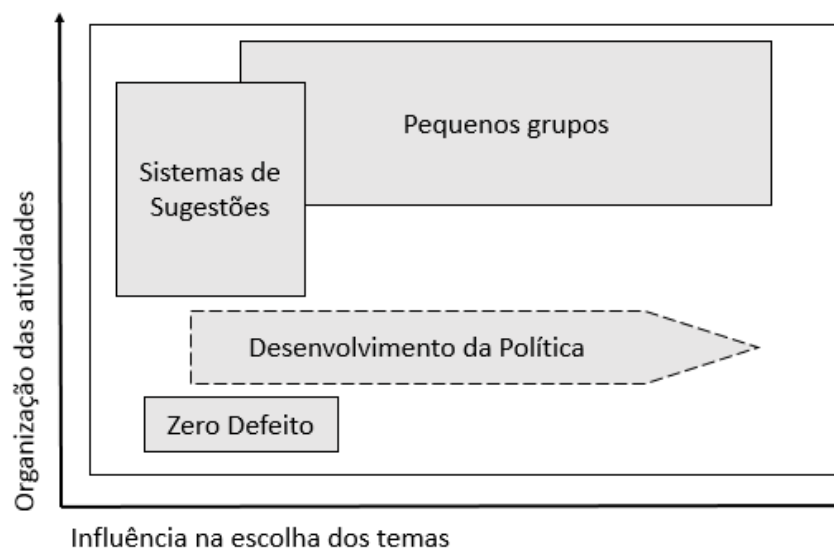 Organização das atividades
Pequenos grupos
Sistemas de
Sugestões
Desenvolvimento da Política
Zero Defeito
Influência na escolha dos temas